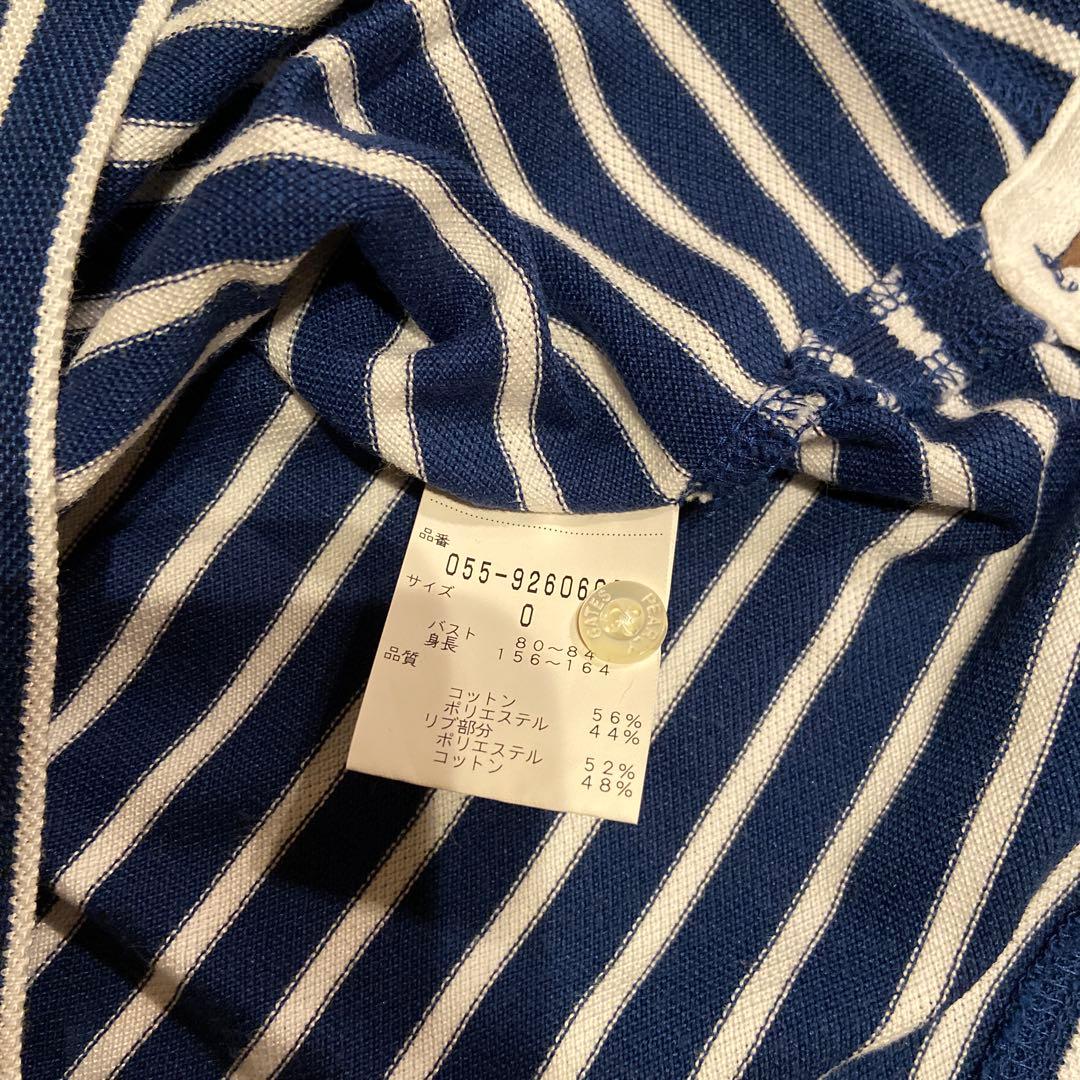 品番
055-92606
サイズ
0
バスト 80~84
身長 156~164
品質
コットン 56%
ポリエステル 44%
リブ部分
ポリエステル 52%
コットン 48%
PEARLY GATES